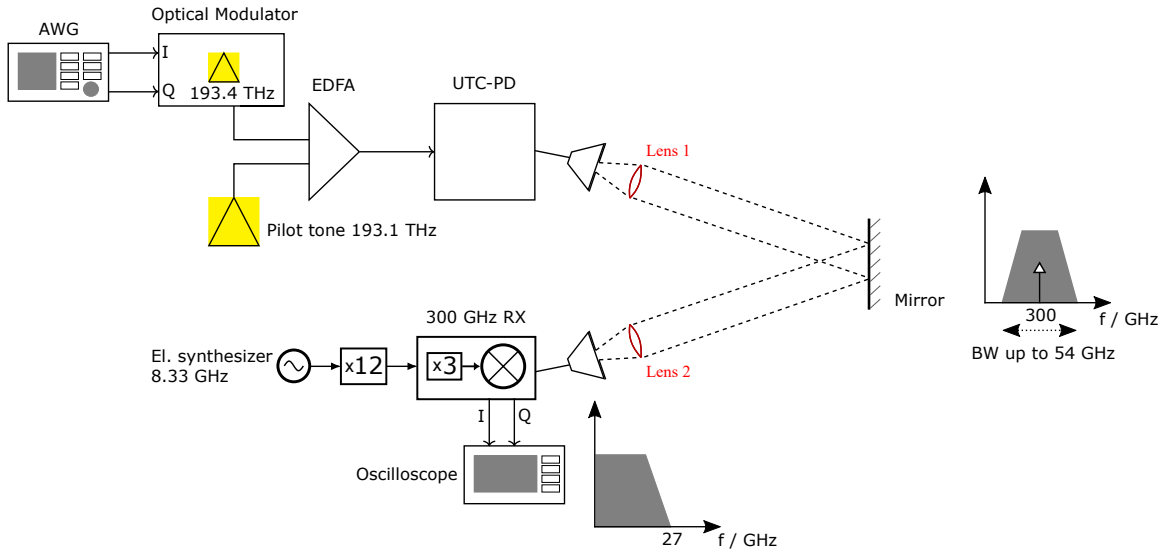 Optical Modulator
AWG
I
Q
193.4 THz
EDFA
UTC-PD
Lens 1
Pilot tone 193.1 THz
Mirror
300
f / GHz
BW up to 54 GHz
300 GHz RX
El. synthesizer
8.33 GHz
x12
x3
Lens 2
I
Q
Oscilloscope
27
f / GHz